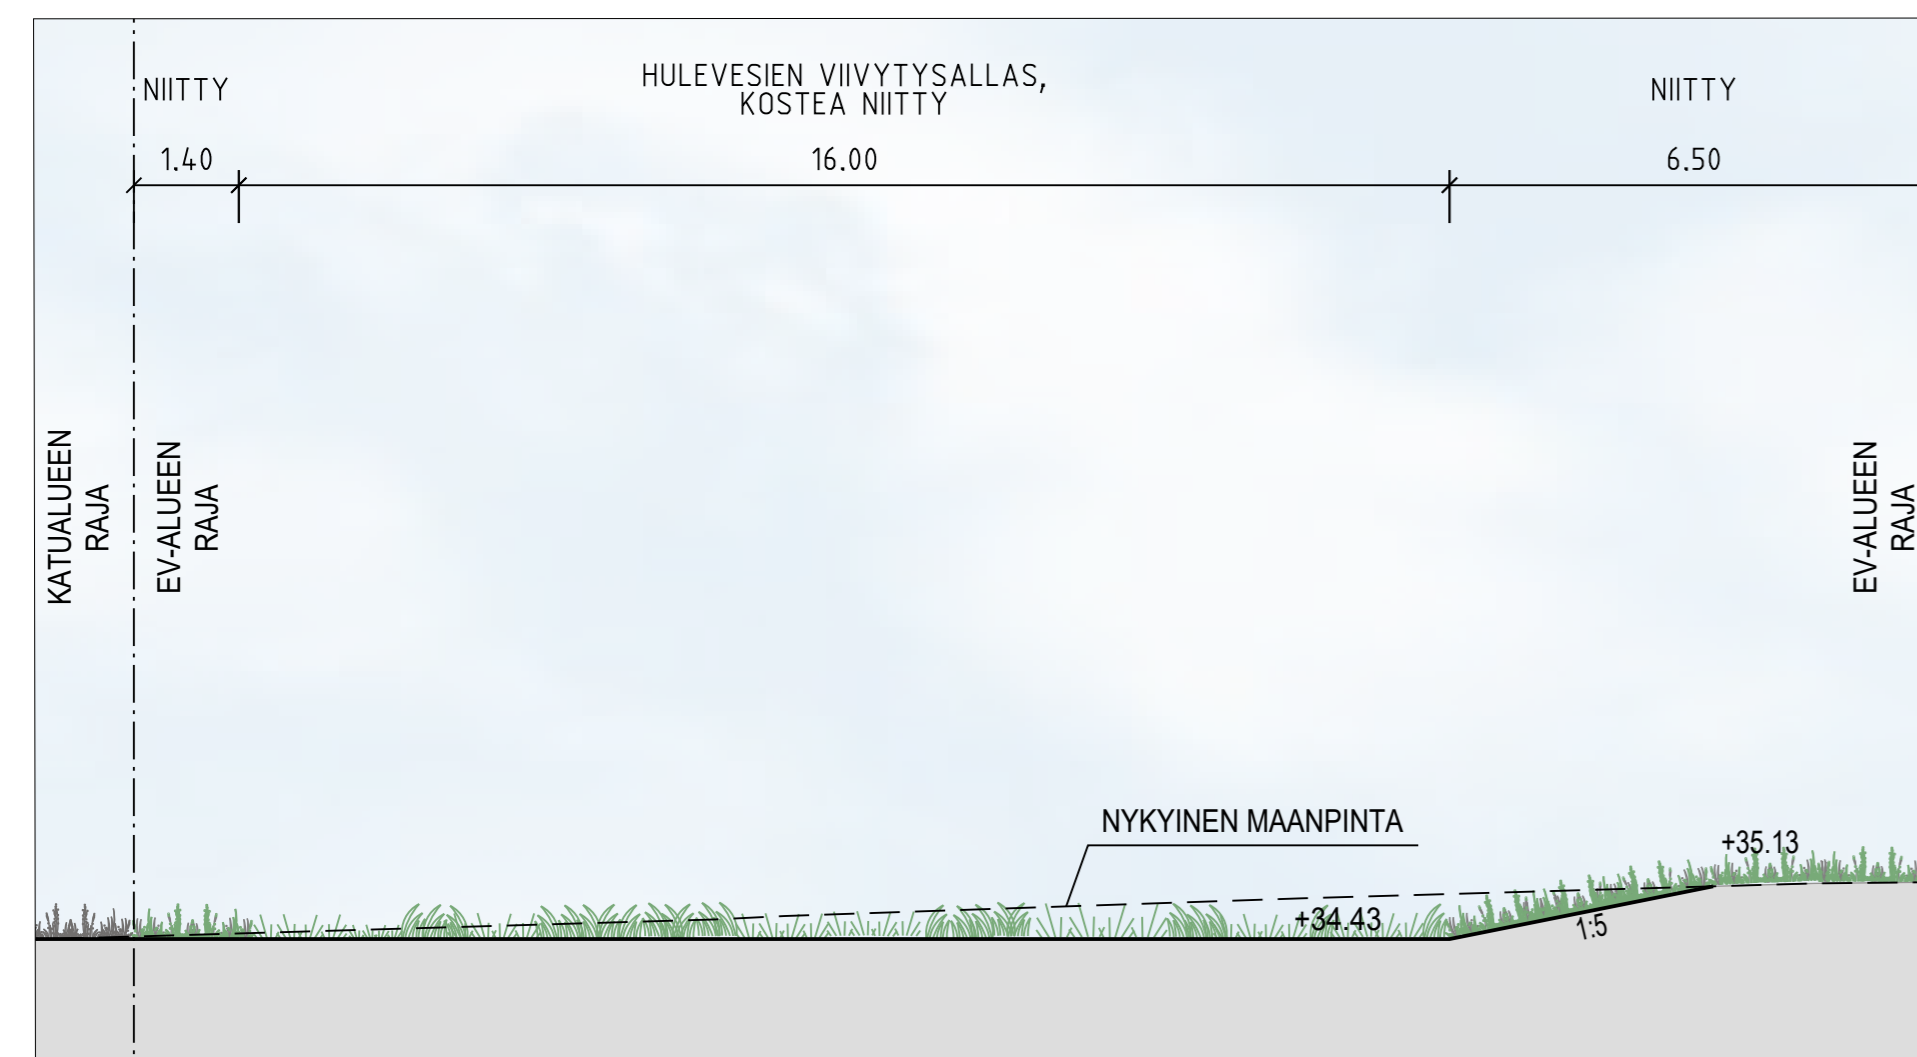 NIITTY
HULEVESIEN VIIVYTYSALLAS,
KOSTEA NIITTY
NIITTY
1.40
16.00
6.50
KATUALUEEN
RAJA
EV-ALUEEN
RAJA
EV-ALUEEN
RAJA
NYKYINEN MAANPINTA
+35.13
+34.43
1:5